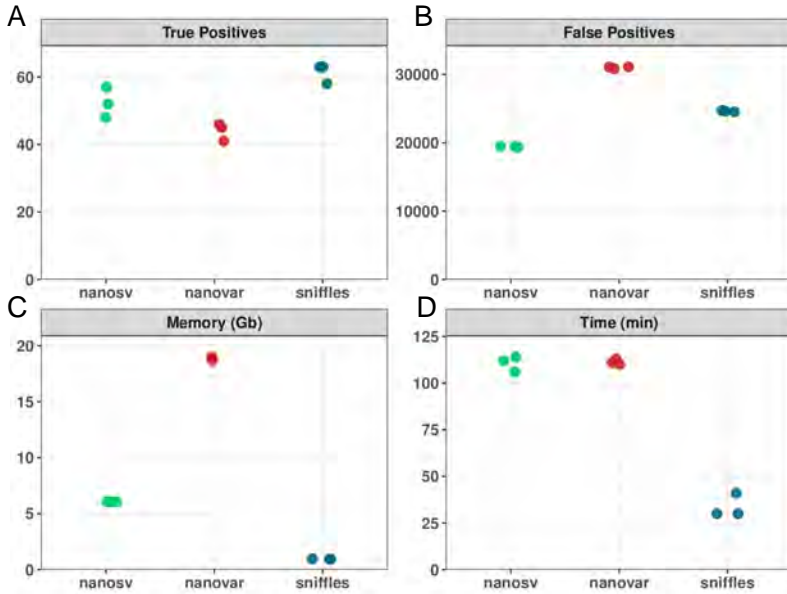 A
True Positives
60
40
20
0
nanosv nanovar sniffles
B
False Positives
30000
20000
10000
0
nanosv nanovar sniffles
C
Memory (Gb)
20
15
10
5
0
nanosv nanovar sniffles
D
Time (min)
125
100
75
50
25
0
nanosv nanovar sniffles